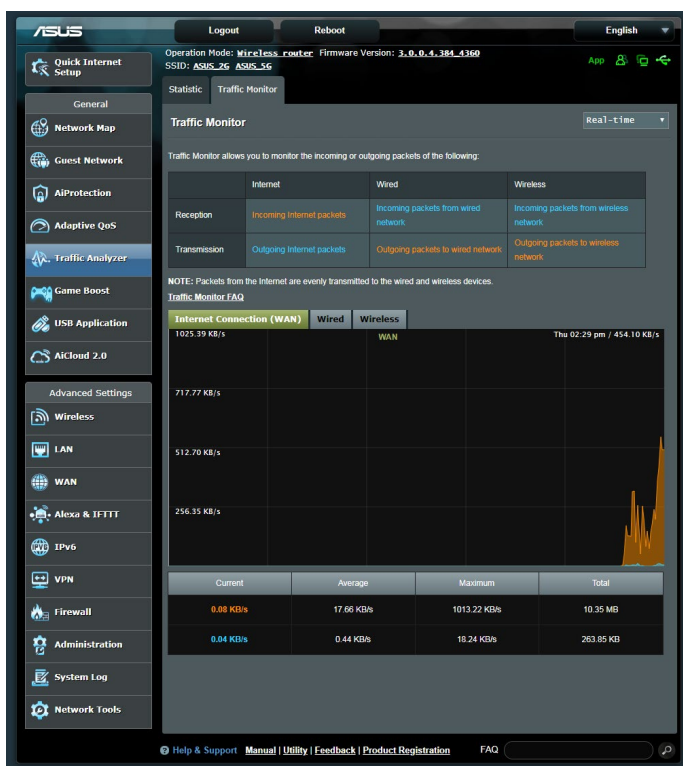 ASUS
Logout
Reboot
English
Operation Mode: Wireless router Firmware Version: 3.0.0.4.384_4360
SSID: ASUS_2G ASUS_5G
App
Quick Internet
Setup
General
Network Map
Guest Network
AiProtection
Adaptive QoS
Traffic Analyzer
Game Boost
USB Application
AiCloud 2.0
Advanced Settings
Wireless
LAN
WAN
Alexa & IFTTT
IPv6
VPN
Firewall
Administration
System Log
Network Tools
Statistic
Traffic Monitor
Traffic Monitor
Real-time
Traffic Monitor allows you to monitor the incoming or outgoing packets of the following:
Internet
Wired
Wireless
Reception
Incoming Internet packets
Incoming packets from wired
network
Incoming packets from wireless
network
Transmission
Outgoing Internet packets
Outgoing packets to wired network
Outgoing packets to wireless
network
NOTE: Packets from the Internet are evenly transmitted to the wired and wireless devices.
Traffic Monitor FAQ
Internet Connection (WAN)
Wired
Wireless
1025.39 KB/s
WAN
Thu 02:29 pm / 454.10 KB/s
717.77 KB/s
512.70 KB/s
256.35 KB/s
Current
Average
Maximum
Total
0.08 KB/s
17.66 KB/s
1013.22 KB/s
10.35 MB
0.04 KB/s
0.44 KB/s
18.24 KB/s
263.85 KB
Help & Support
Manual | Utility | Feedback | Product Registration
FAQ